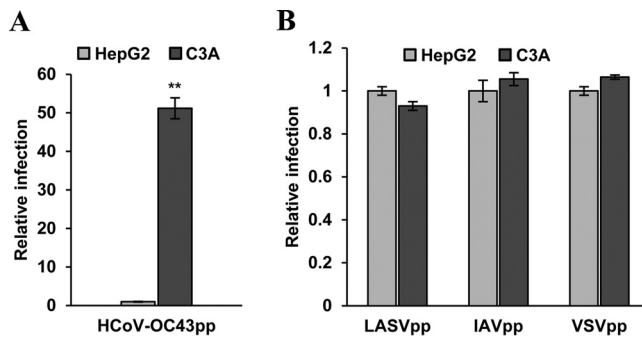 A
HepG2 C3A
Relative infection
60
50
40
30
20
10
0
**
HCoV-OC43pp
B
HepG2 C3A
Relative infection
1.2
1
0.8
0.6
0.4
0.2
0
LASVpp IAVpp VSVpp